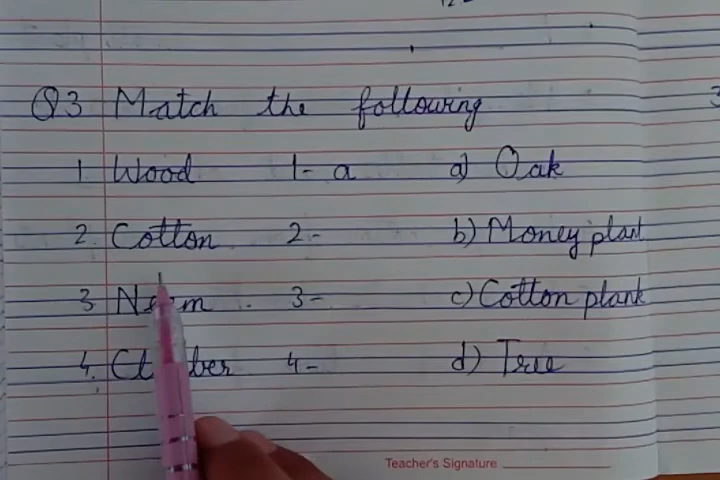 Q3 Match the following
1. Wood 1- a a) Oak
2. Cotton 2- b) Money plant
3 3- c) Cotton plant
4. 4- d) Tree
Teacher's Signature